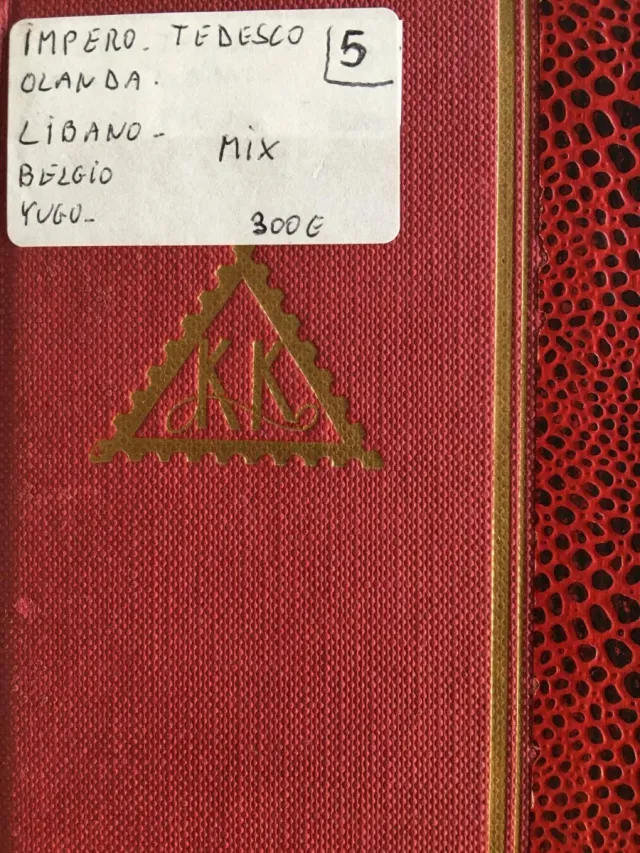 IMPERO. TEDESCO
5
OLANDA.
LIBANO-
MIX
BELGIO
YUGO-
300€
KK